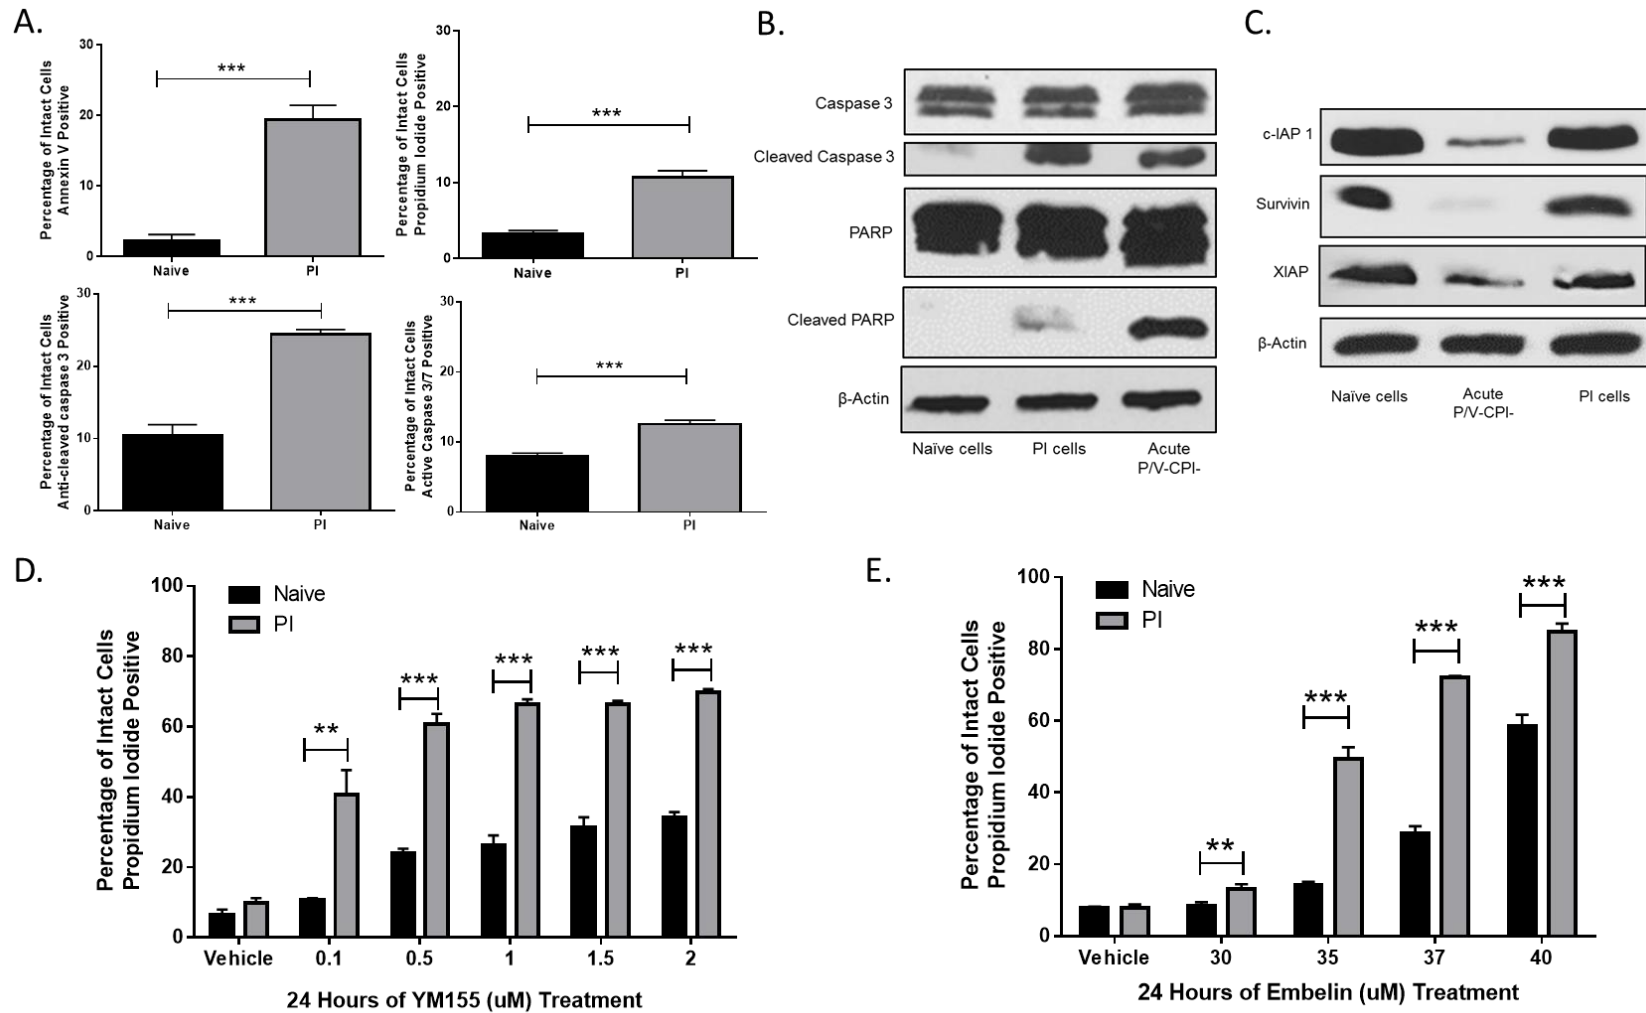 A.
Percentage of Intact Cells
Annexin V Positive
30
20
10
0
***
Naive
PI
Percentage of Intact Cells
Propidium Iodide Positive
30
20
10
0
***
Naive
PI
Percentage of Intact Cells
Anti-cleaved caspase 3 Positive
30
20
10
0
***
Naive
PI
Percentage of Intact Cells
Active Caspase 3/7 Positive
30
20
10
0
***
Naive
PI
B.
Caspase 3
Cleaved Caspase 3
PARP
Cleaved PARP
β-Actin
Naïve cells
PI cells
Acute
P/V-CPI-
C.
c-IAP 1
Survivin
XIAP
β-Actin
Naïve cells
Acute
P/V-CPI-
PI cells
D.
Naive
PI
Percentage of Intact Cells
Propidium Iodide Positive
100
80
60
40
20
0
**
***
***
***
***
Vehicle
0.1
0.5
1
1.5
2
24 Hours of YM155 (uM) Treatment
E.
Naive
PI
Percentage of Intact Cells
Propidium Iodide Positive
100
80
60
40
20
0
**
***
***
***
Vehicle
30
35
37
40
24 Hours of Embelin (uM) Treatment